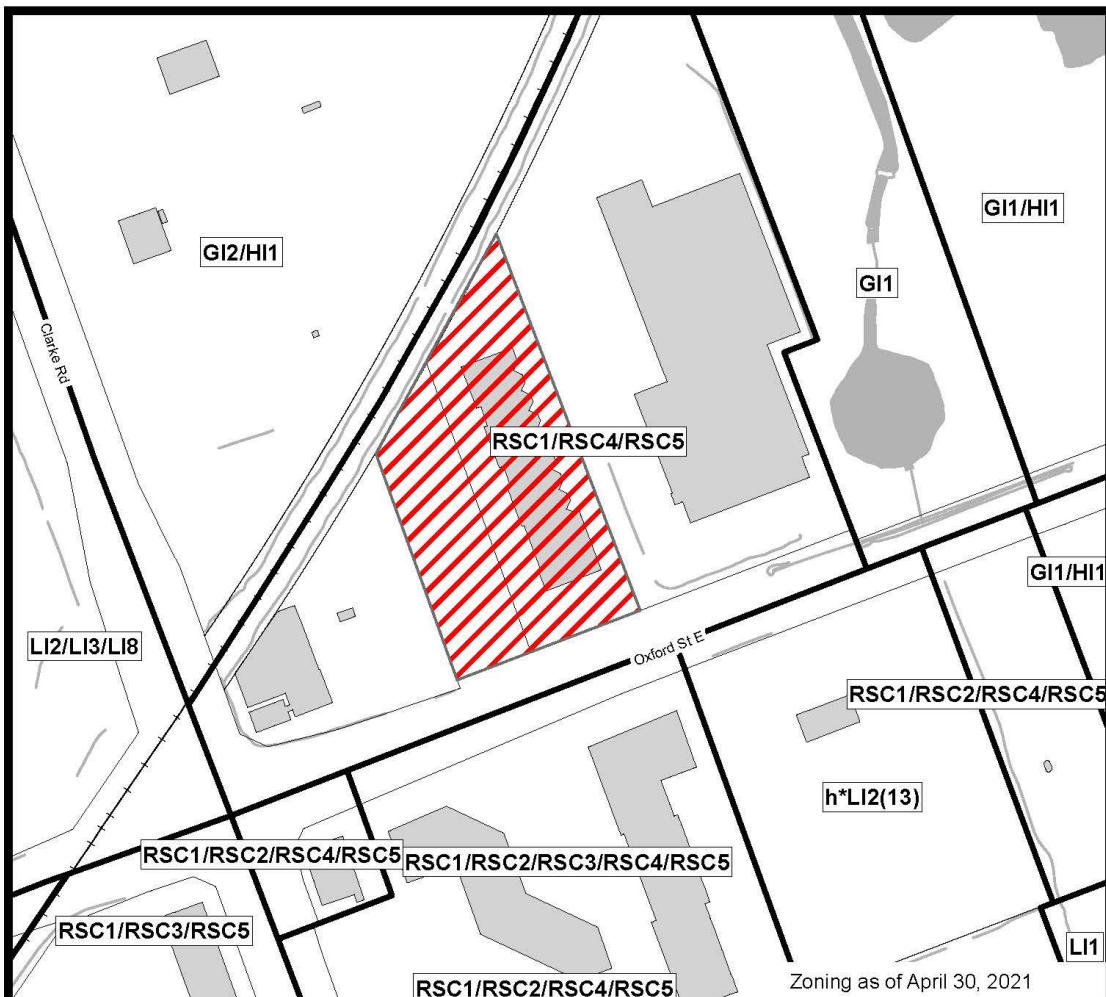 GI1/HI1
GI2/HI1
GI1
Clarke Rd
RSC1/RSC4/RSC5
GI1/HI1
LI2/LI3/LI8
Oxford St E
RSC1/RSC2/RSC4/RSC5
h*LI2(13)
RSC1/RSC2/RSC4/RSC5
RSC1/RSC2/RSC3/RSC4/RSC5
RSC1/RSC3/RSC5
LI1
RSC1/RSC2/RSC4/RSC5
Zoning as of April 30, 2021